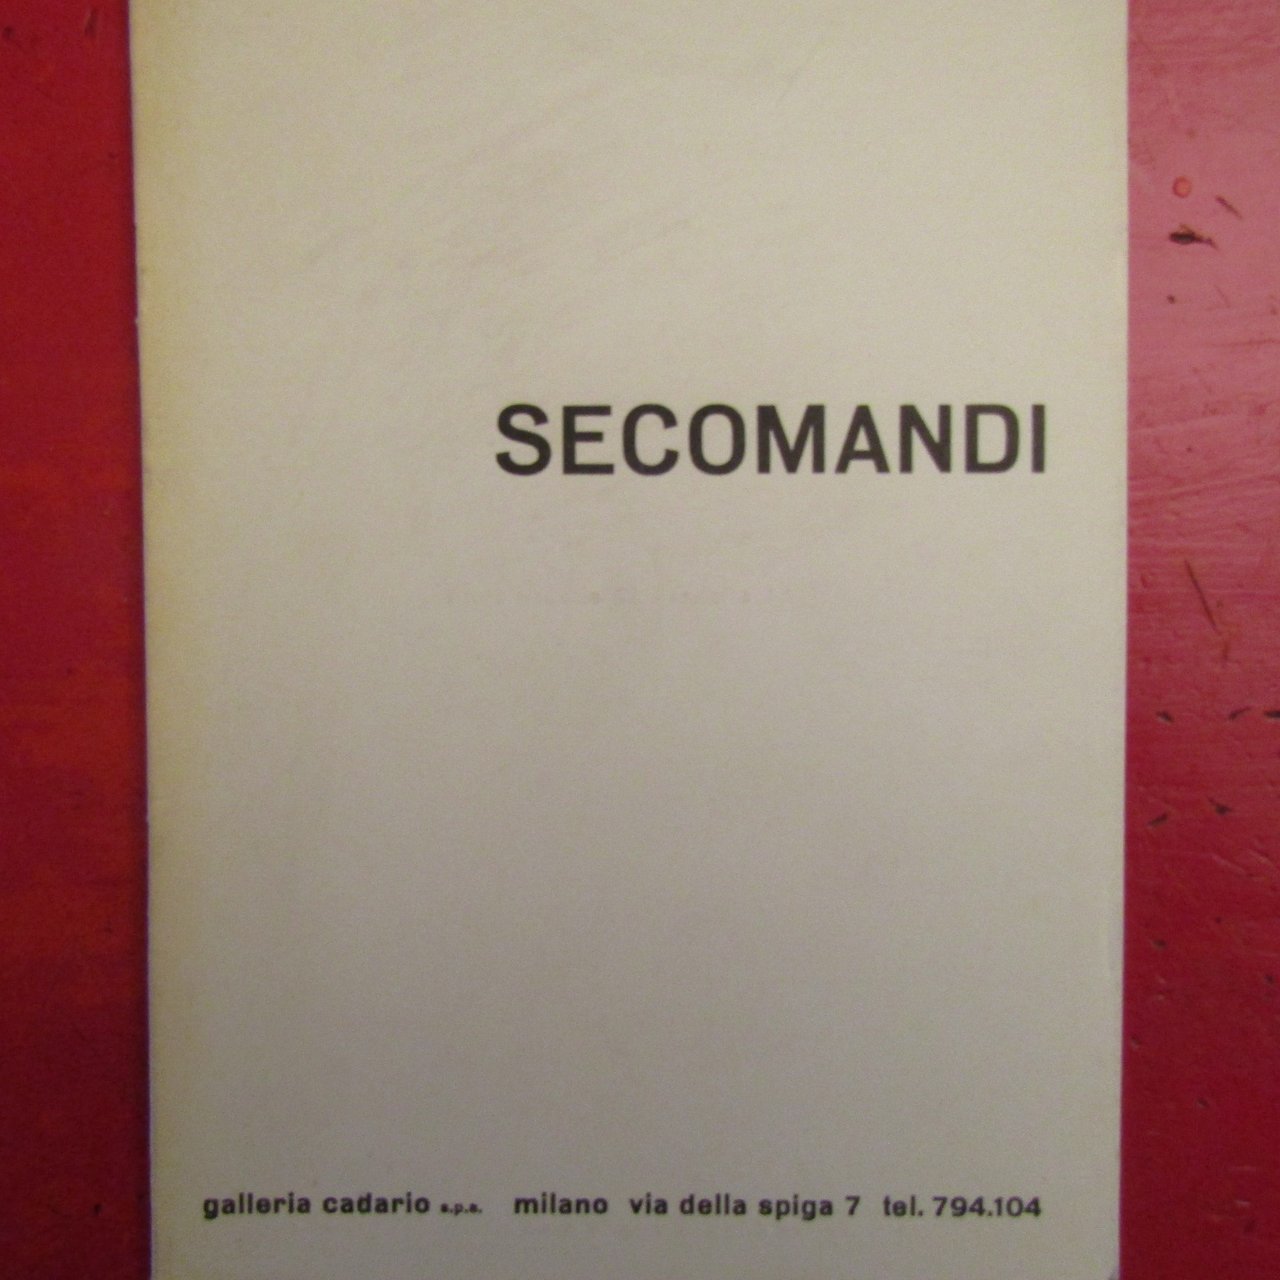 SECOMANDI
galleria cadario s.p.a. milano via della spiga 7 tel. 794.104